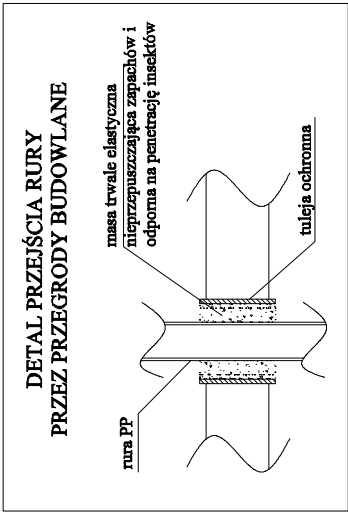 DETAL PRZEJŚCIA RURY
PRZEZ PRZEGRODY BUDOWLANE
rura PP
masa trwale elastyczna
nieprzepuszczająca zapachów i
odporna na penetrację insektów
tuleja ochronna